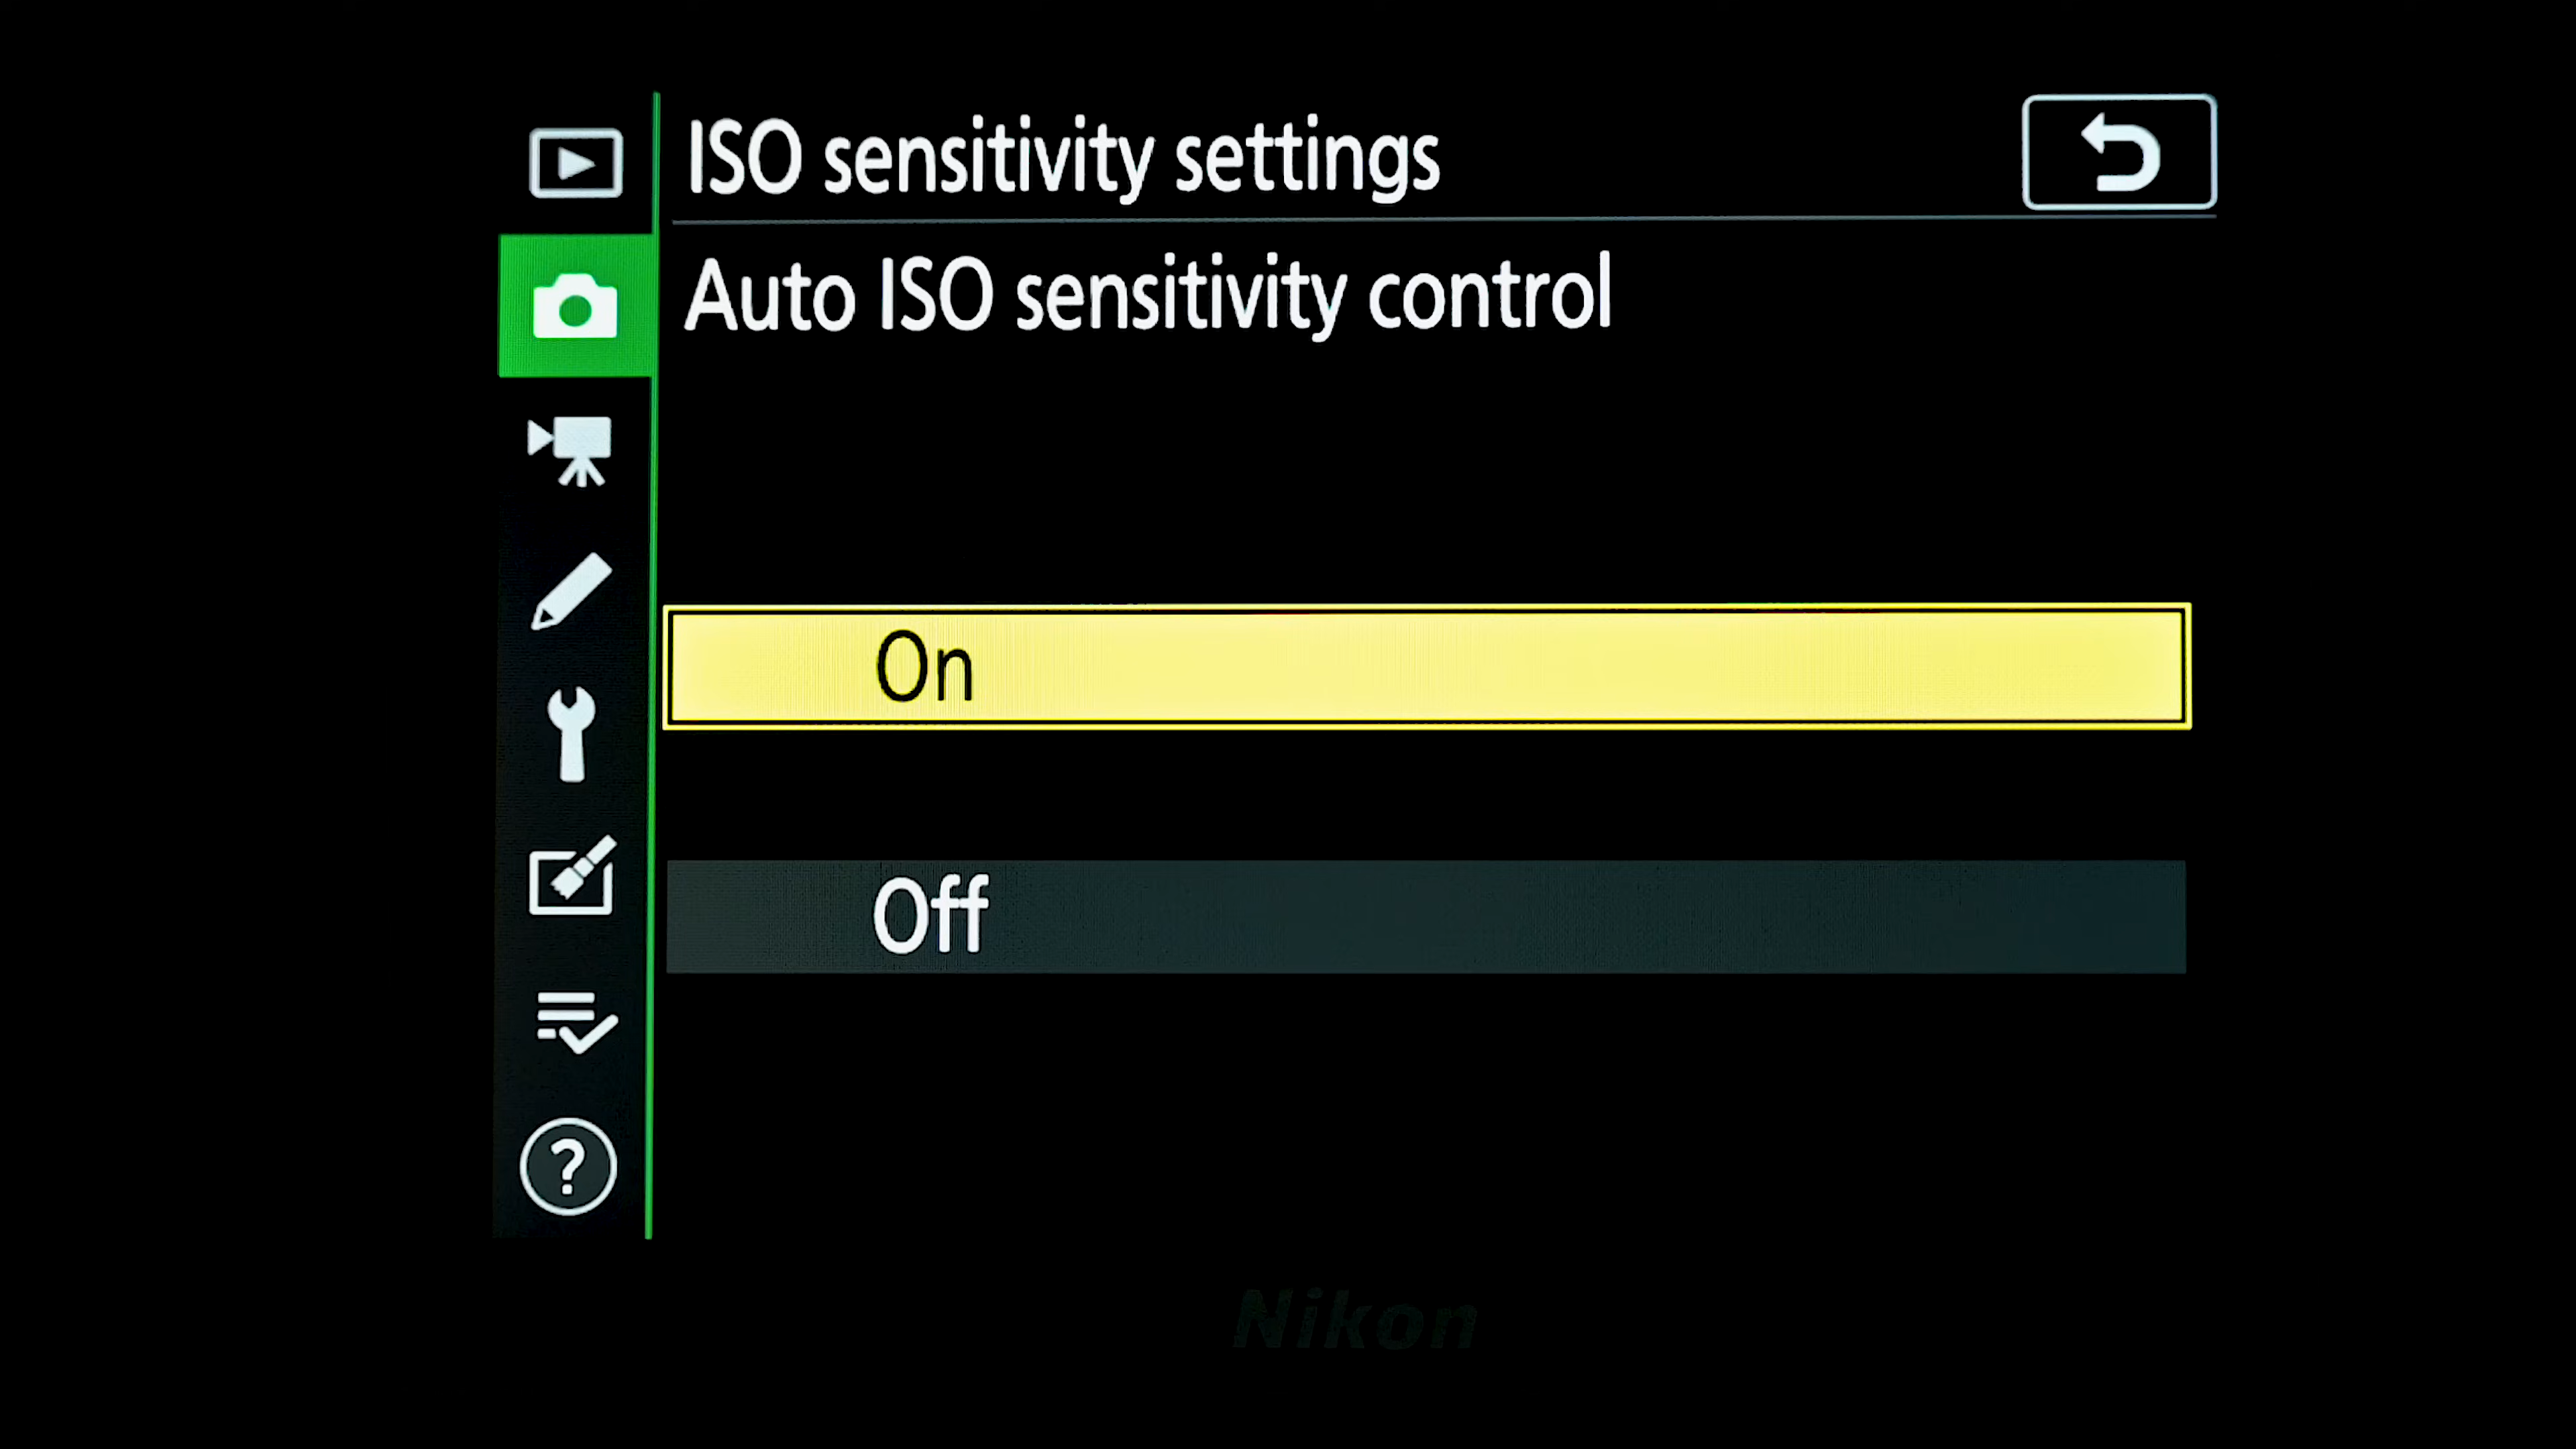 ISO sensitivity settings
Auto ISO sensitivity control
On
Off
?
Nikon